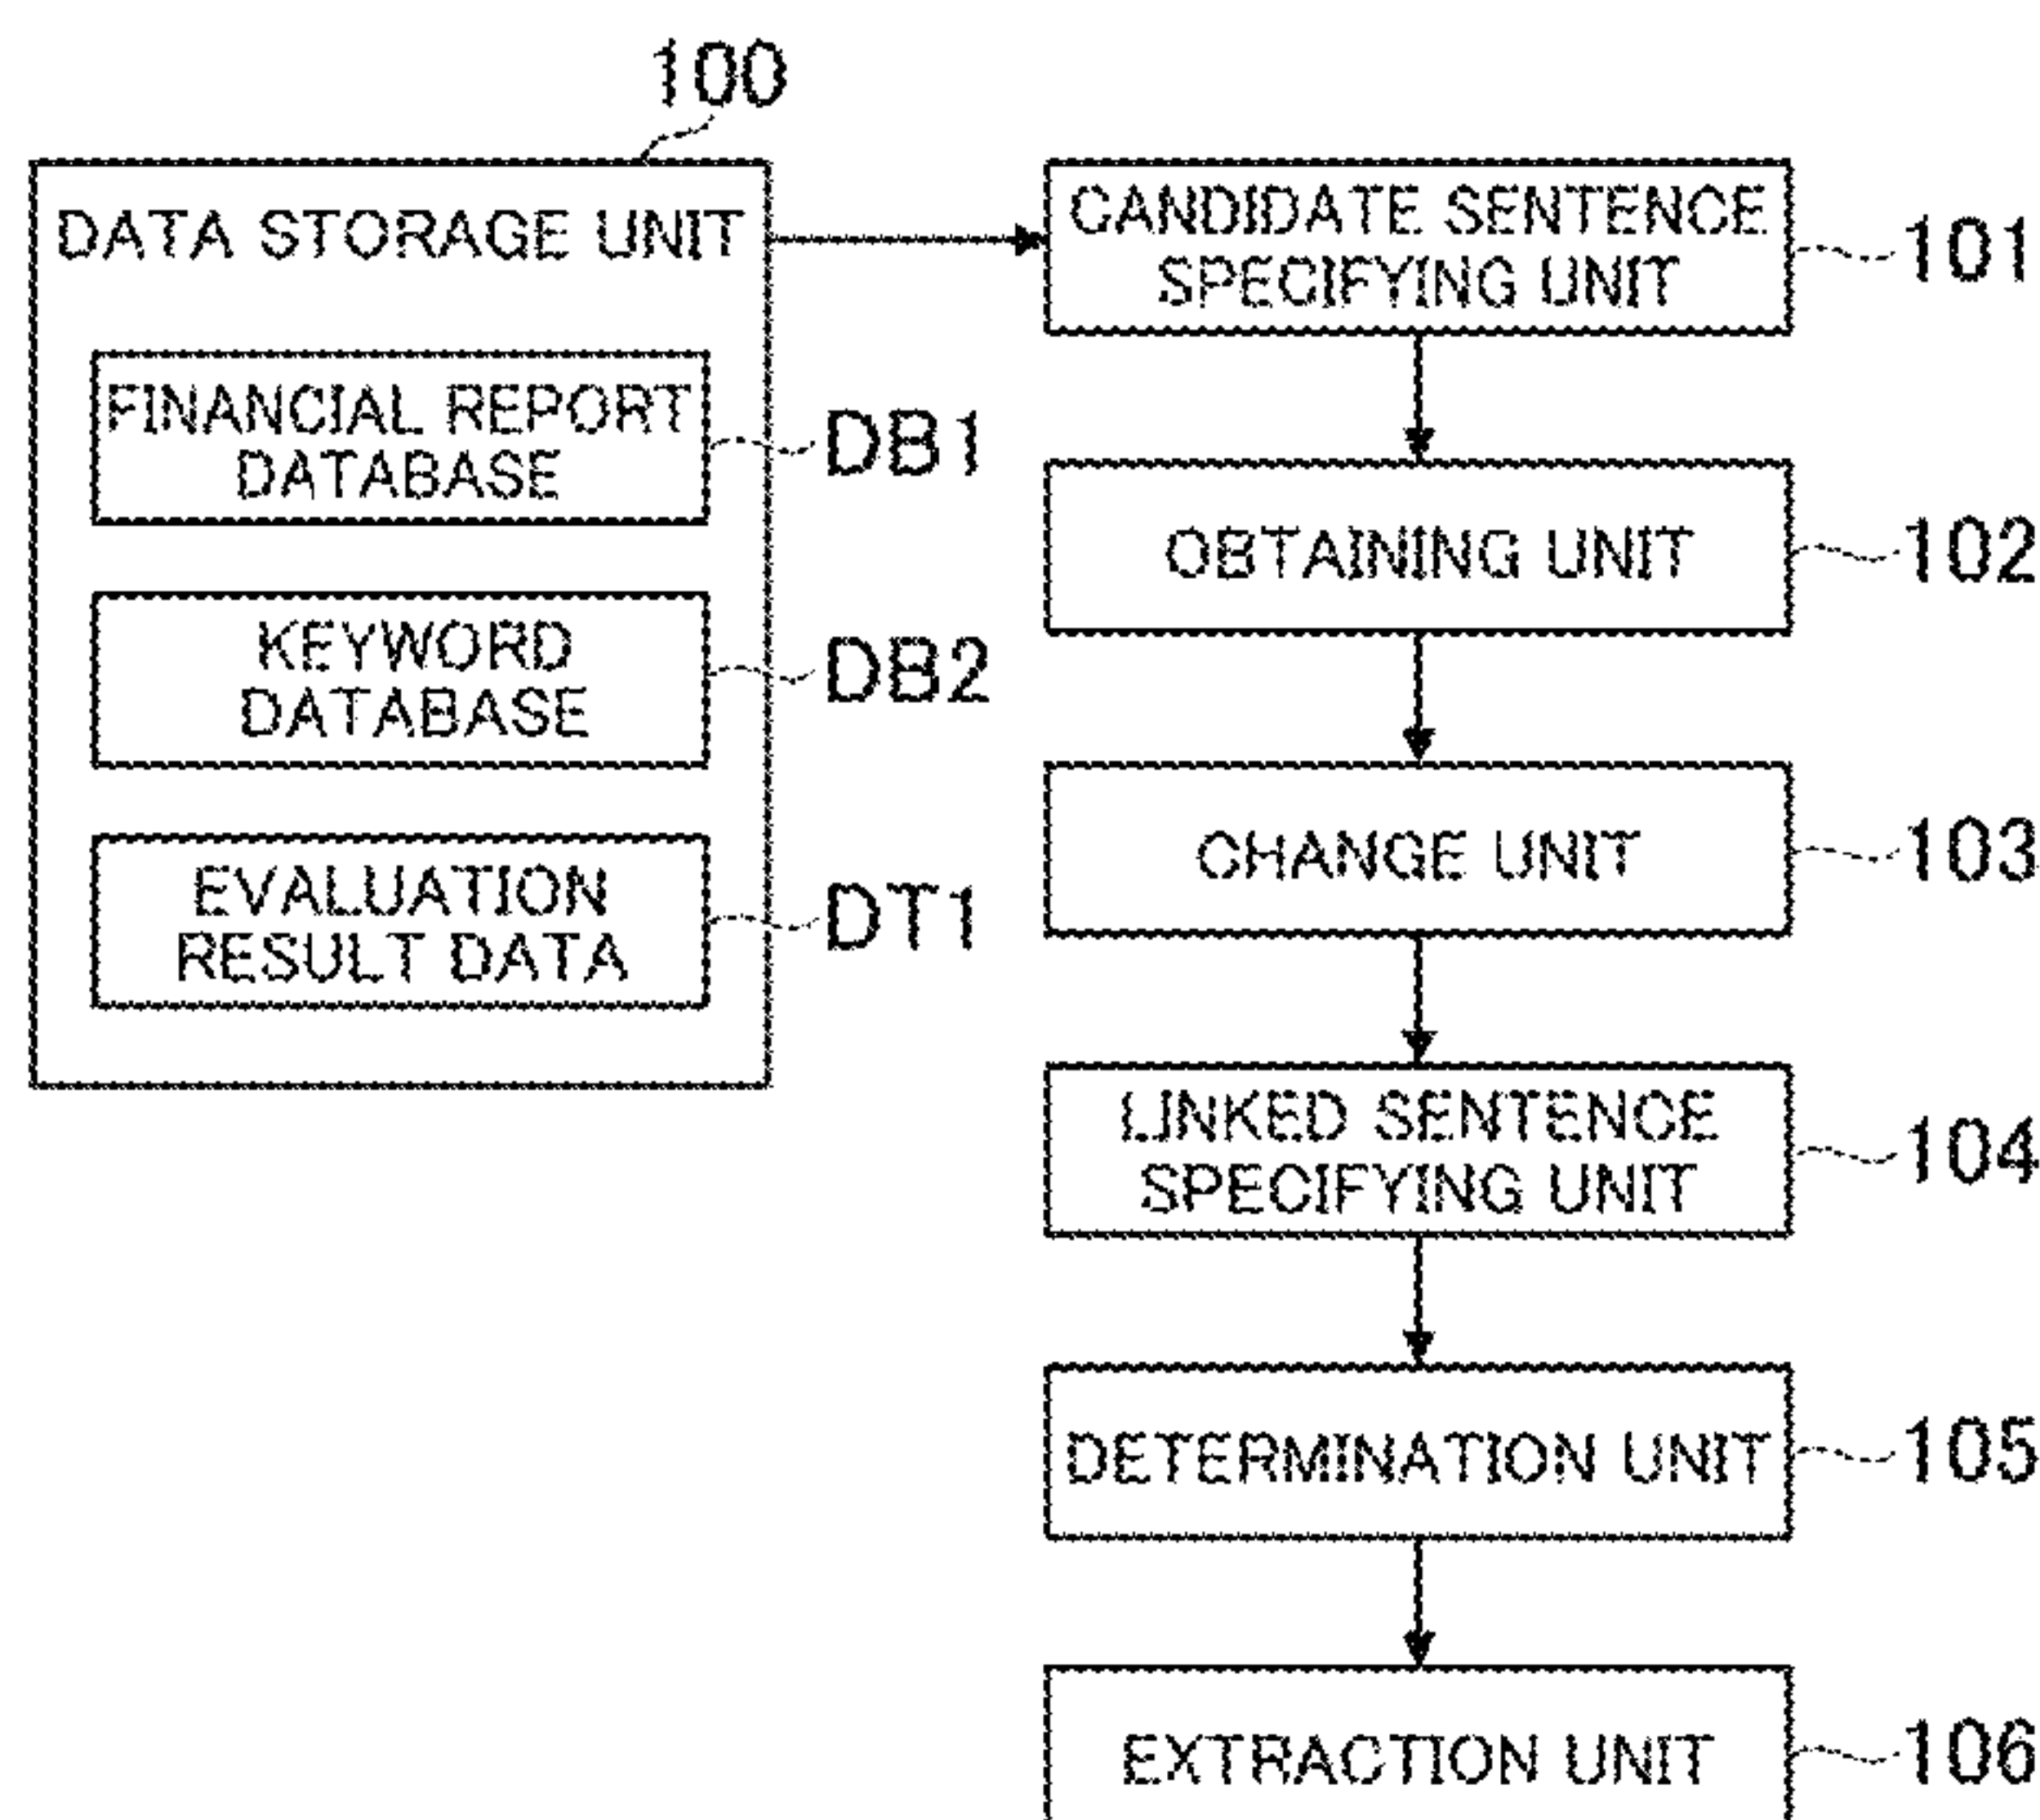 100
DATA STORAGE UNIT
FINANCIAL REPORT
DATABASE
DB1
KEYWORD
DATABASE
DB2
EVALUATION
RESULT DATA
DT1
CANDIDATE SENTENCE
SPECIFYING UNIT
101
OBTAINING UNIT
102
CHANGE UNIT
103
LINKED SENTENCE
SPECIFYING UNIT
104
DETERMINATION UNIT
105
EXTRACTION UNIT
106